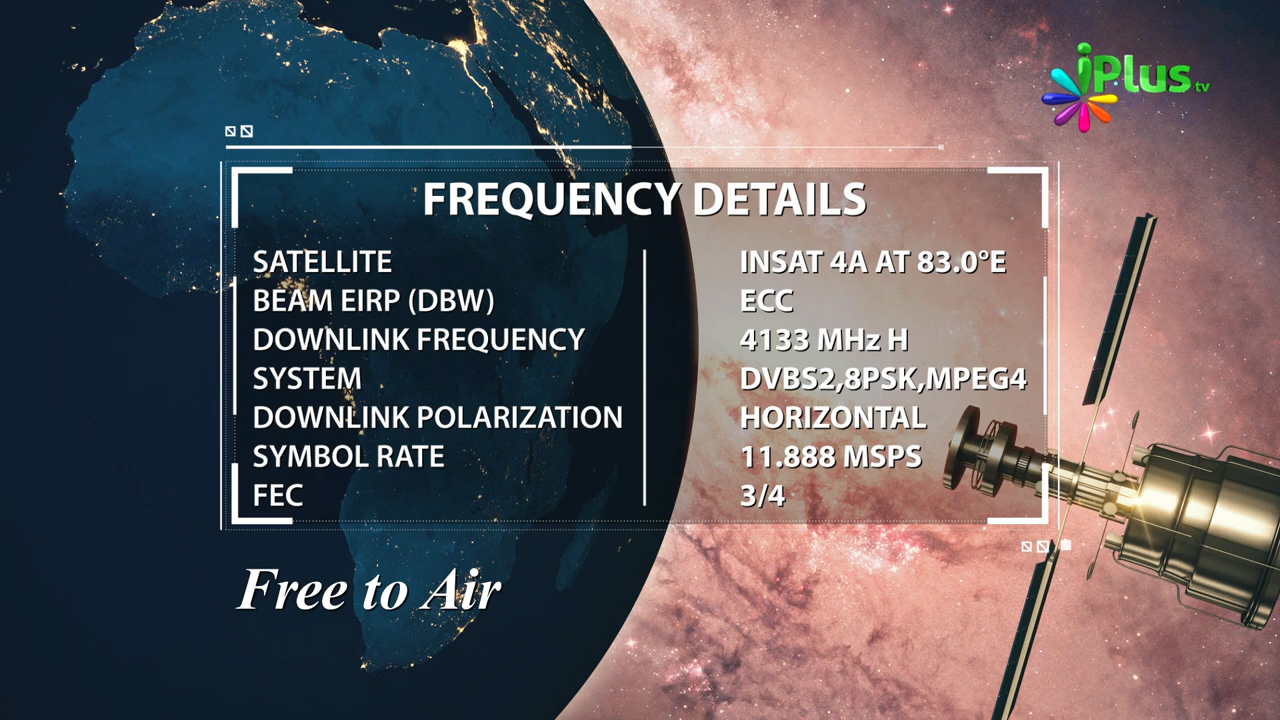 iPlus tv
FREQUENCY DETAILS
SATELLITE INSAT 4A AT 83.0°E
BEAM EIRP (DBW) ECC
DOWNLINK FREQUENCY 4133 MHz H
SYSTEM DVBS2,8PSK,MPEG4
DOWNLINK POLARIZATION HORIZONTAL
SYMBOL RATE 11.888 MSPS
FEC 3/4
Free to Air